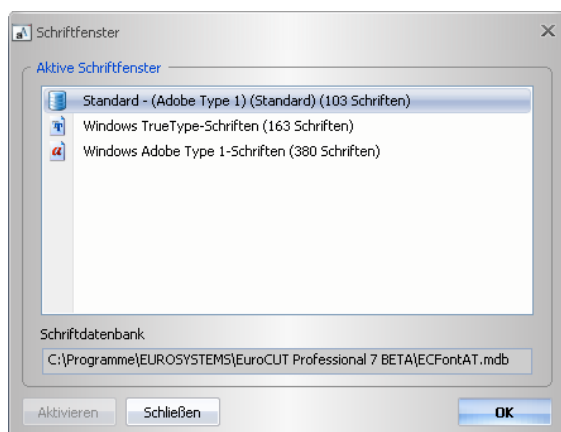 Schriftfenster
Aktive Schriftfenster
Standard - (Adobe Type 1) (Standard) (103 Schriften)
Windows TrueType-Schriften (163 Schriften)
Windows Adobe Type 1-Schriften (380 Schriften)
Schriftdatenbank
C:\Programme\EUROSYSTEMS\EuroCUT Professional 7 BETA\ECFontAT.mdb
Aktivieren Schließen OK